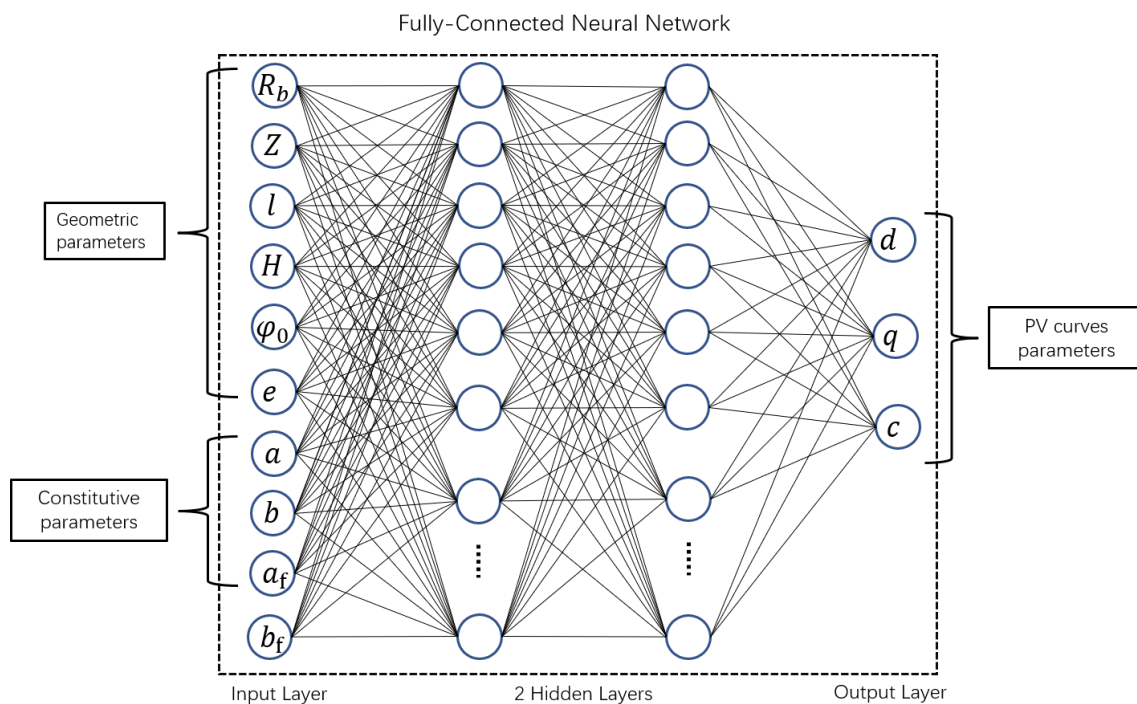 Fully-Connected Neural Network
R_b
Z
l
H
φ_0
e
a
b
a_f
b_f
Geometric
parameters
Constitutive
parameters
d
q
c
PV curves
parameters
Input Layer
2 Hidden Layers
Output Layer